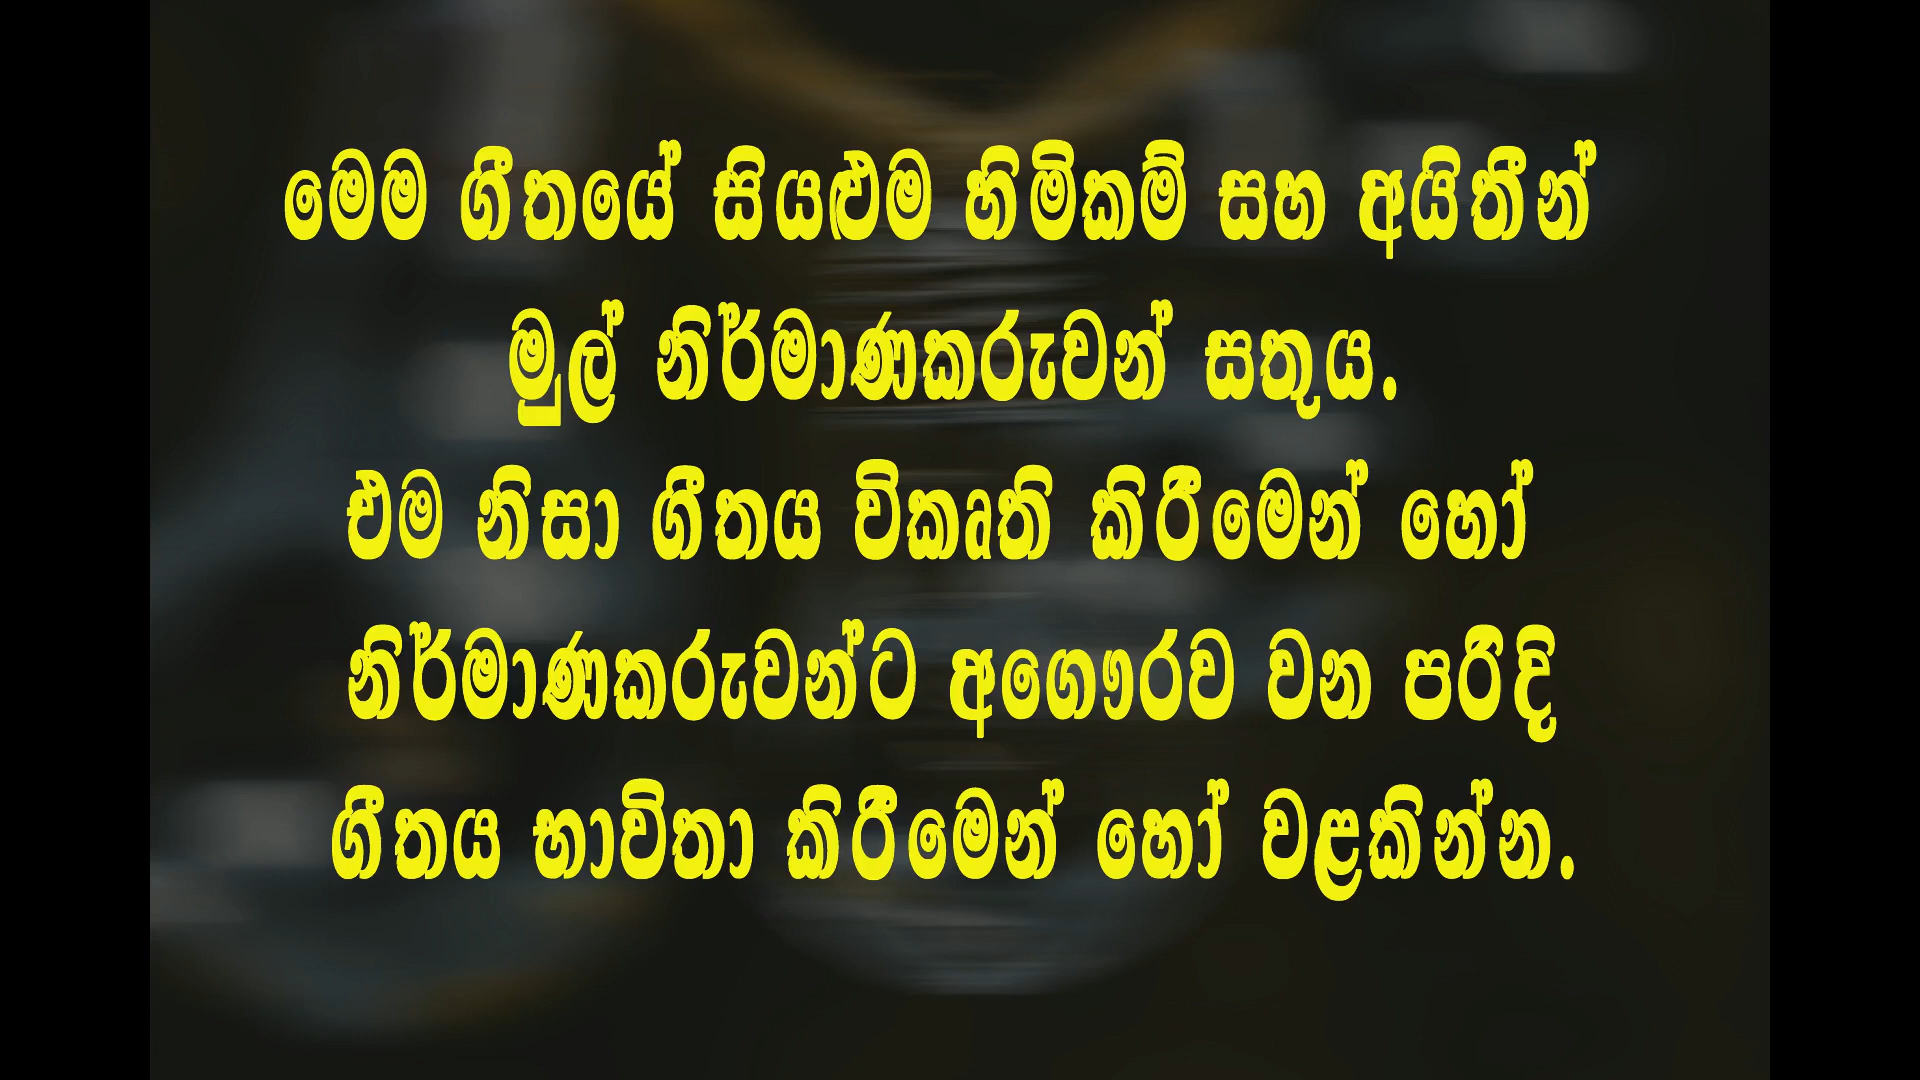 මෙම ගීතයේ සියළුම හිමිකම් සහ අයිතීන්
මුල් නිර්මාණකරුවන් සතුය.
එම නිසා ගීතය විකෘති කිරීමෙන් හෝ
නිර්මාණකරුවන්ට අගෞරව වන පරිදි
ගීතය භාවිතා කිරීමෙන් හෝ වළකින්න.